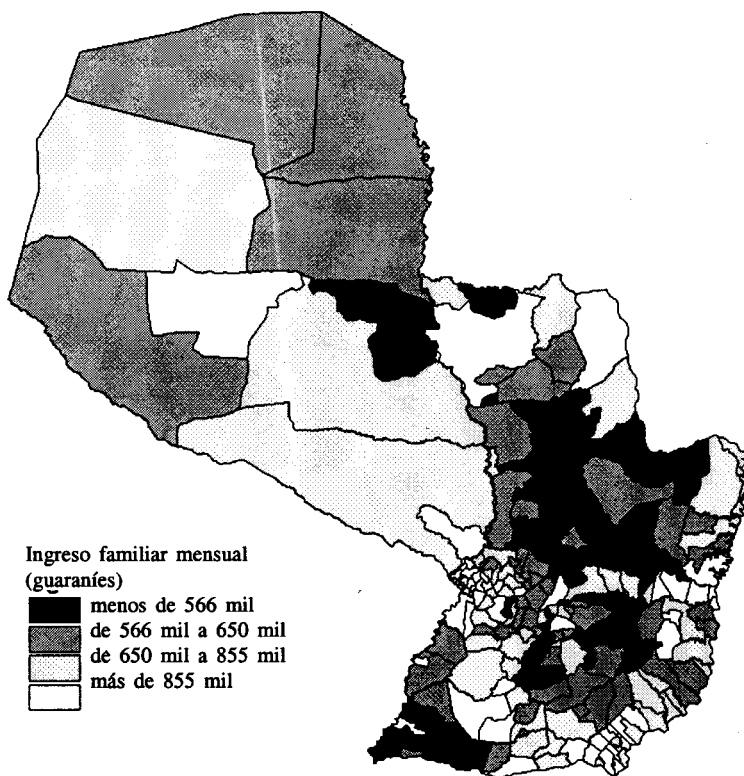 Ingreso familiar mensual
(guaraníes)
menos de 566 mil
de 566 mil a 650 mil
de 650 mil a 855 mil
más de 855 mil